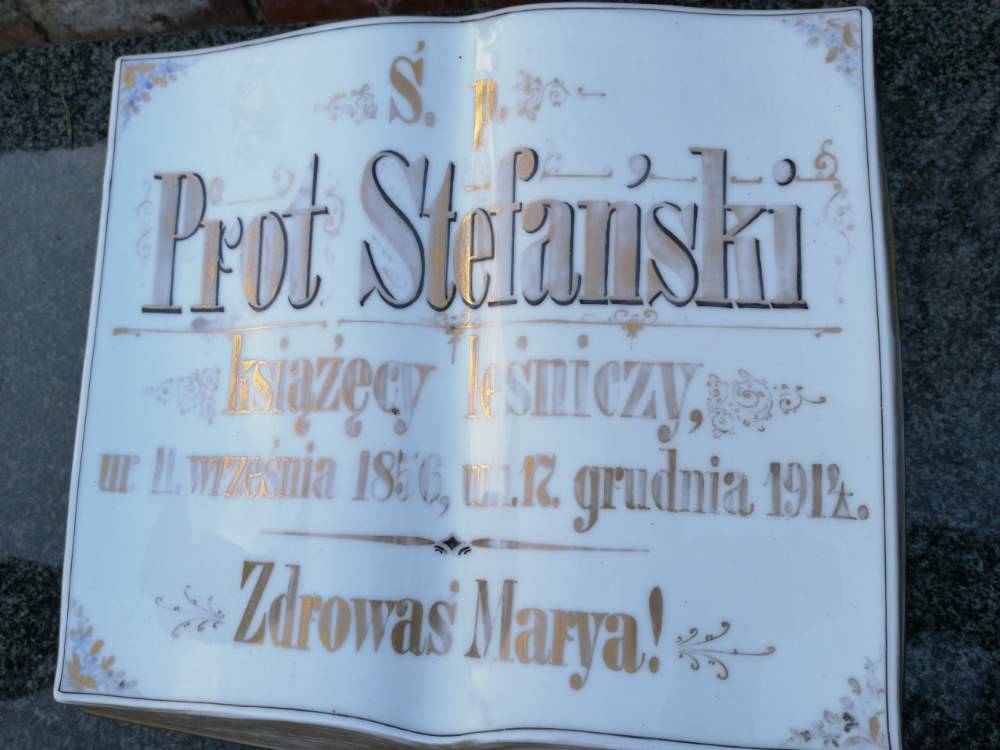 Ś. p.
Prot Stefański
książęcy leśniczy,
ur. 11. września 1856, um. 17. grudnia 1914.
Zdrowaś Marya!